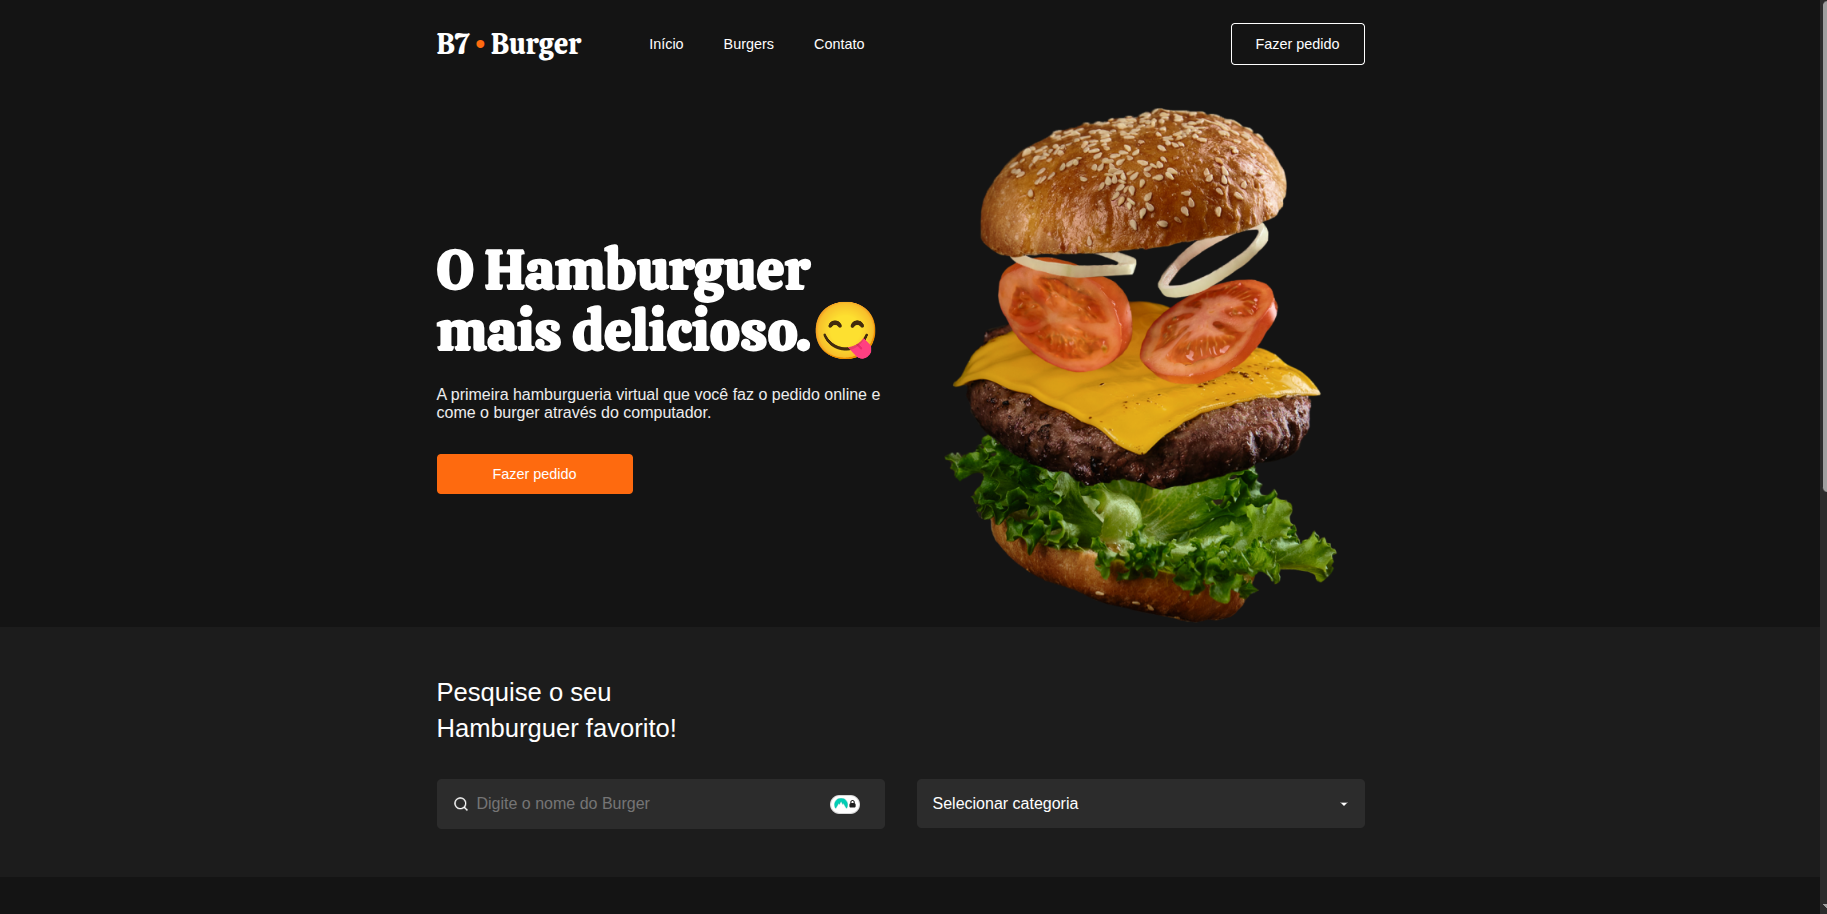 B7 • Burger
Início
Burgers
Contato
Fazer pedido
O Hamburguer
mais delicioso.😋
A primeira hamburgueria virtual que você faz o pedido online e
come o burger através do computador.
Fazer pedido
Pesquise o seu
Hamburguer favorito!
Digite o nome do Burger
Selecionar categoria